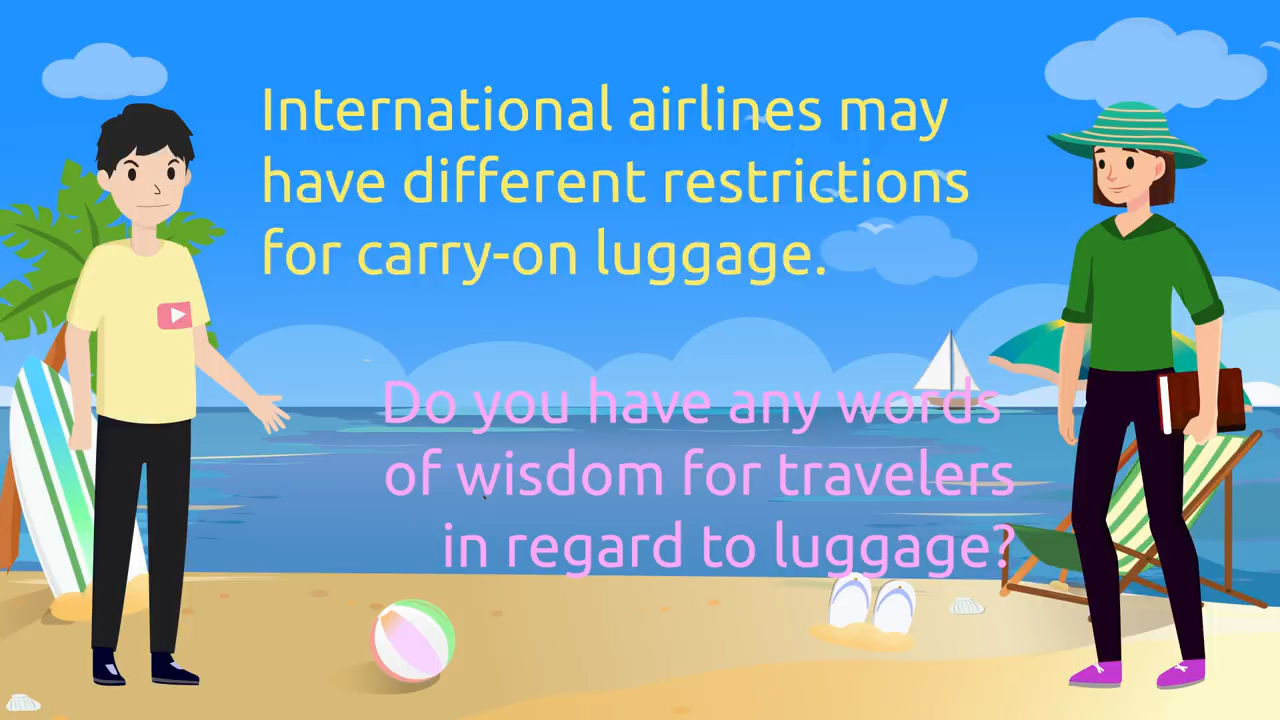 International airlines may
have different restrictions
for carry-on luggage.
Do you have any words
of wisdom for travelers
in regard to luggage?